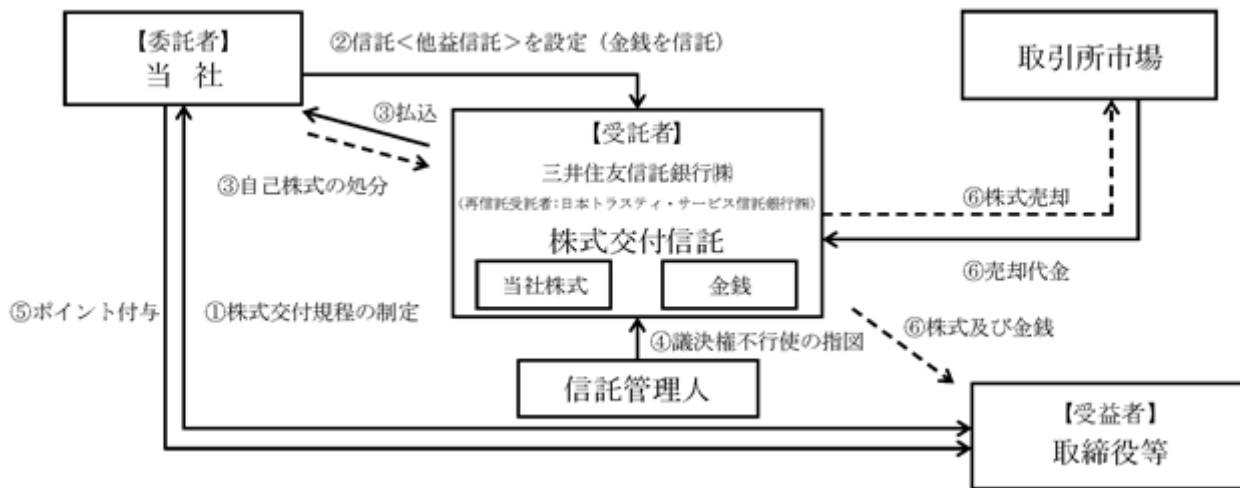 【委託者】
当 社
②信託<他益信託>を設定（金銭を信託）
取引所市場
③払込
③自己株式の処分
【受託者】
三井住友信託銀行㈱
(再信託受託者：日本トラスティ・サービス信託銀行㈱)
株式交付信託
当社株式
金銭
⑥株式売却
⑥売却代金
⑤ポイント付与
①株式交付規程の制定
④議決権不行使の指図
⑥株式及び金銭
信託管理人
【受益者】
取締役等